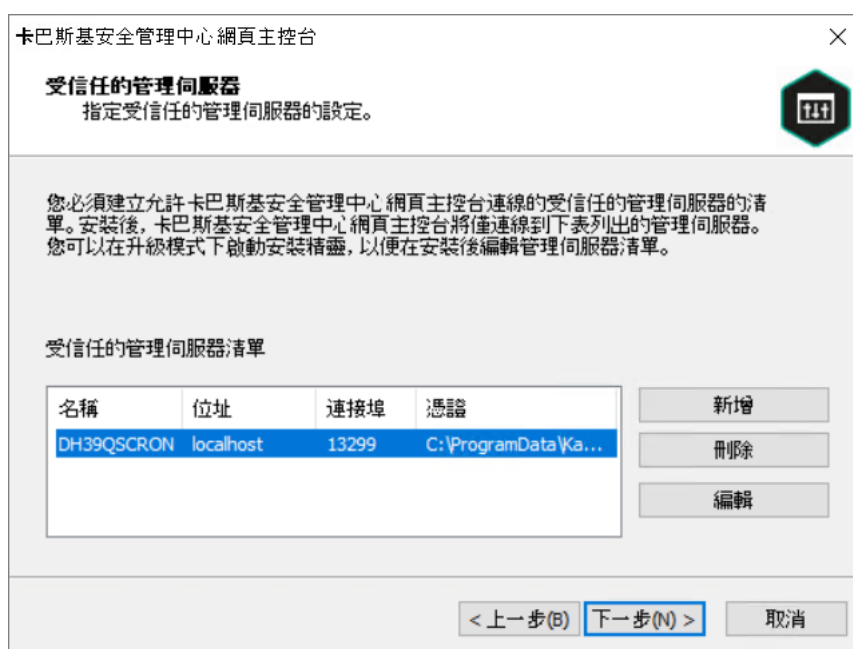 卡巴斯基安全管理中心網頁主控台
受信任的管理伺服器
指定受信任的管理伺服器的設定。
您必須建立允許卡巴斯基安全管理中心網頁主控台連線的受信任的管理伺服器的清
單。安裝後，卡巴斯基安全管理中心網頁主控台將僅連線到下表列出的管理伺服器。
您可以在升級模式下啟動安裝精靈，以便在安裝後編輯管理伺服器清單。
受信任的管理伺服器清單
名稱 位址 連接埠 憑證
DH39QSCRON localhost 13299 C:\ProgramData\Ka...
新增
刪除
編輯
< 上一步(B) 下一步(N) > 取消